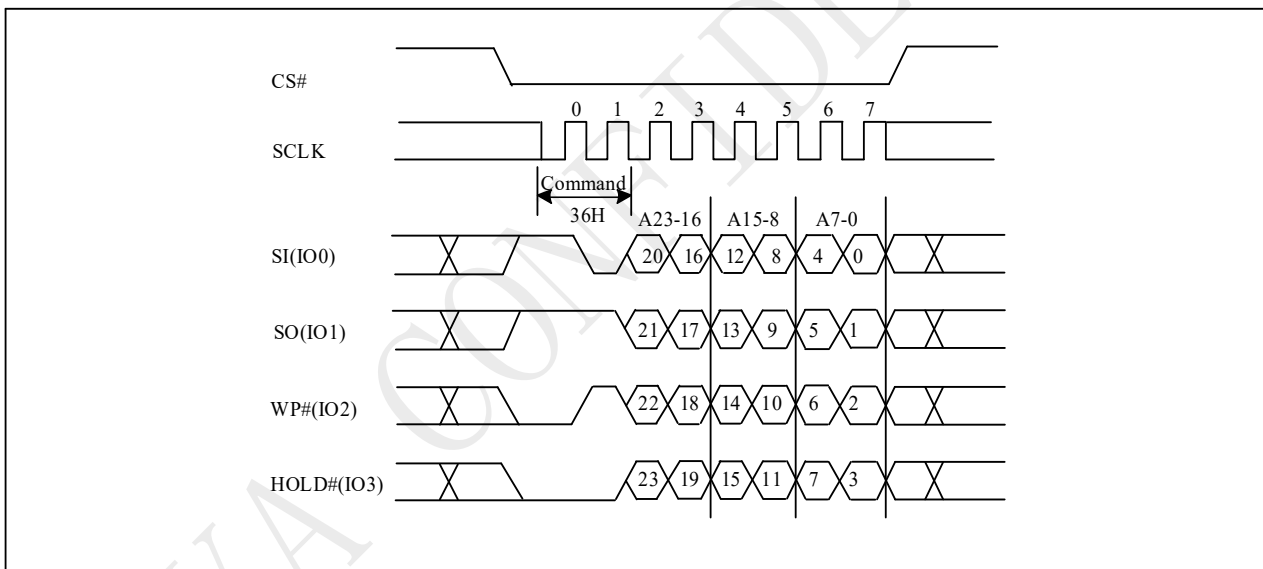 CS#
0 1 2 3 4 5 6 7
SCLK
Command
36H
A23-16 A15-8 A7-0
SI(IO0) 20 16 12 8 4 0
SO(IO1) 21 17 13 9 5 1
WP#(IO2) 22 18 14 10 6 2
HOLD#(IO3) 23 19 15 11 7 3